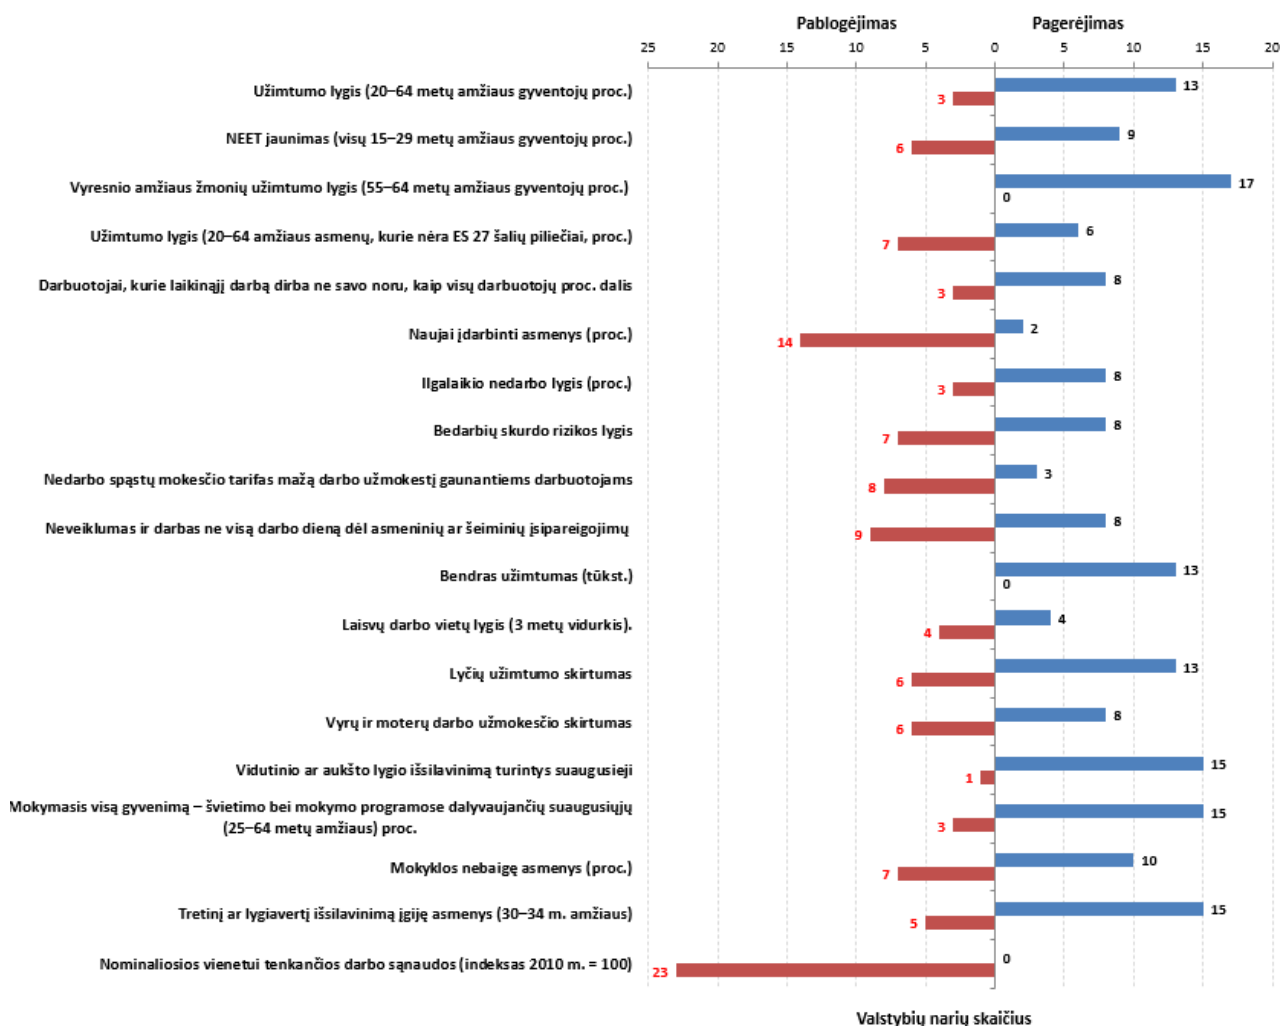 Pablogėjimas Pagerėjimas
25 20 15 10 5 0 5 10 15 20
Užimtumo lygis (20–64 metų amžiaus gyventojų proc.) 3 13
NEET jaunimas (visų 15–29 metų amžiaus gyventojų proc.) 6 9
Vyresnio amžiaus žmonių užimtumo lygis (55–64 metų amžiaus gyventojų proc.) 0 17
Užimtumo lygis (20–64 amžiaus asmenų, kurie nėra ES 27 šalių piliečiai, proc.) 7 6
Darbuotojai, kurie laikinąjį darbą dirba ne savo noru, kaip visų darbuotojų proc. dalis 3 8
Naujai įdarbinti asmenys (proc.) 14 2
Ilgalaikio nedarbo lygis (proc.) 3 8
Bedarbių skurdo rizikos lygis 7 8
Nedarbo spąstų mokesčio tarifas mažą darbo užmokestį gaunantiems darbuotojams 8 3
Neveiklumas ir darbas ne visą darbo dieną dėl asmeninių ar šeiminių įsipareigojimų 9 8
Bendras užimtumas (tūkst.) 0 13
Laisvų darbo vietų lygis (3 metų vidurkis). 4 4
Lyčių užimtumo skirtumas 6 13
Vyrų ir moterų darbo užmokesčio skirtumas 6 8
Vidutinio ar aukšto lygio išsilavinimą turintys suaugusieji 1 15
Mokymasis visą gyvenimą – švietimo bei mokymo programose dalyvaujančių suaugusiųjų
(25–64 metų amžiaus) proc. 3 15
Mokyklos nebaigę asmenys (proc.) 7 10
Tretinį ar lygiavertį išsilavinimą įgiję asmenys (30–34 m. amžiaus) 5 15
Nominaliosios vienetui tenkančios darbo sąnaudos (indeksas 2010 m. = 100) 23 0
Valstybių narių skaičius